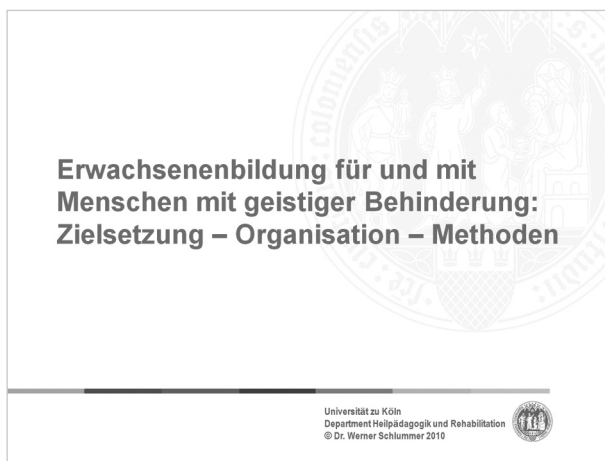 Erwachsenenbildung für und mit
Menschen mit geistiger Behinderung:
Zielsetzung – Organisation – Methoden
Universität zu Köln
Department Heilpädagogik und Rehabilitation
© Dr. Werner Schlummer 2010